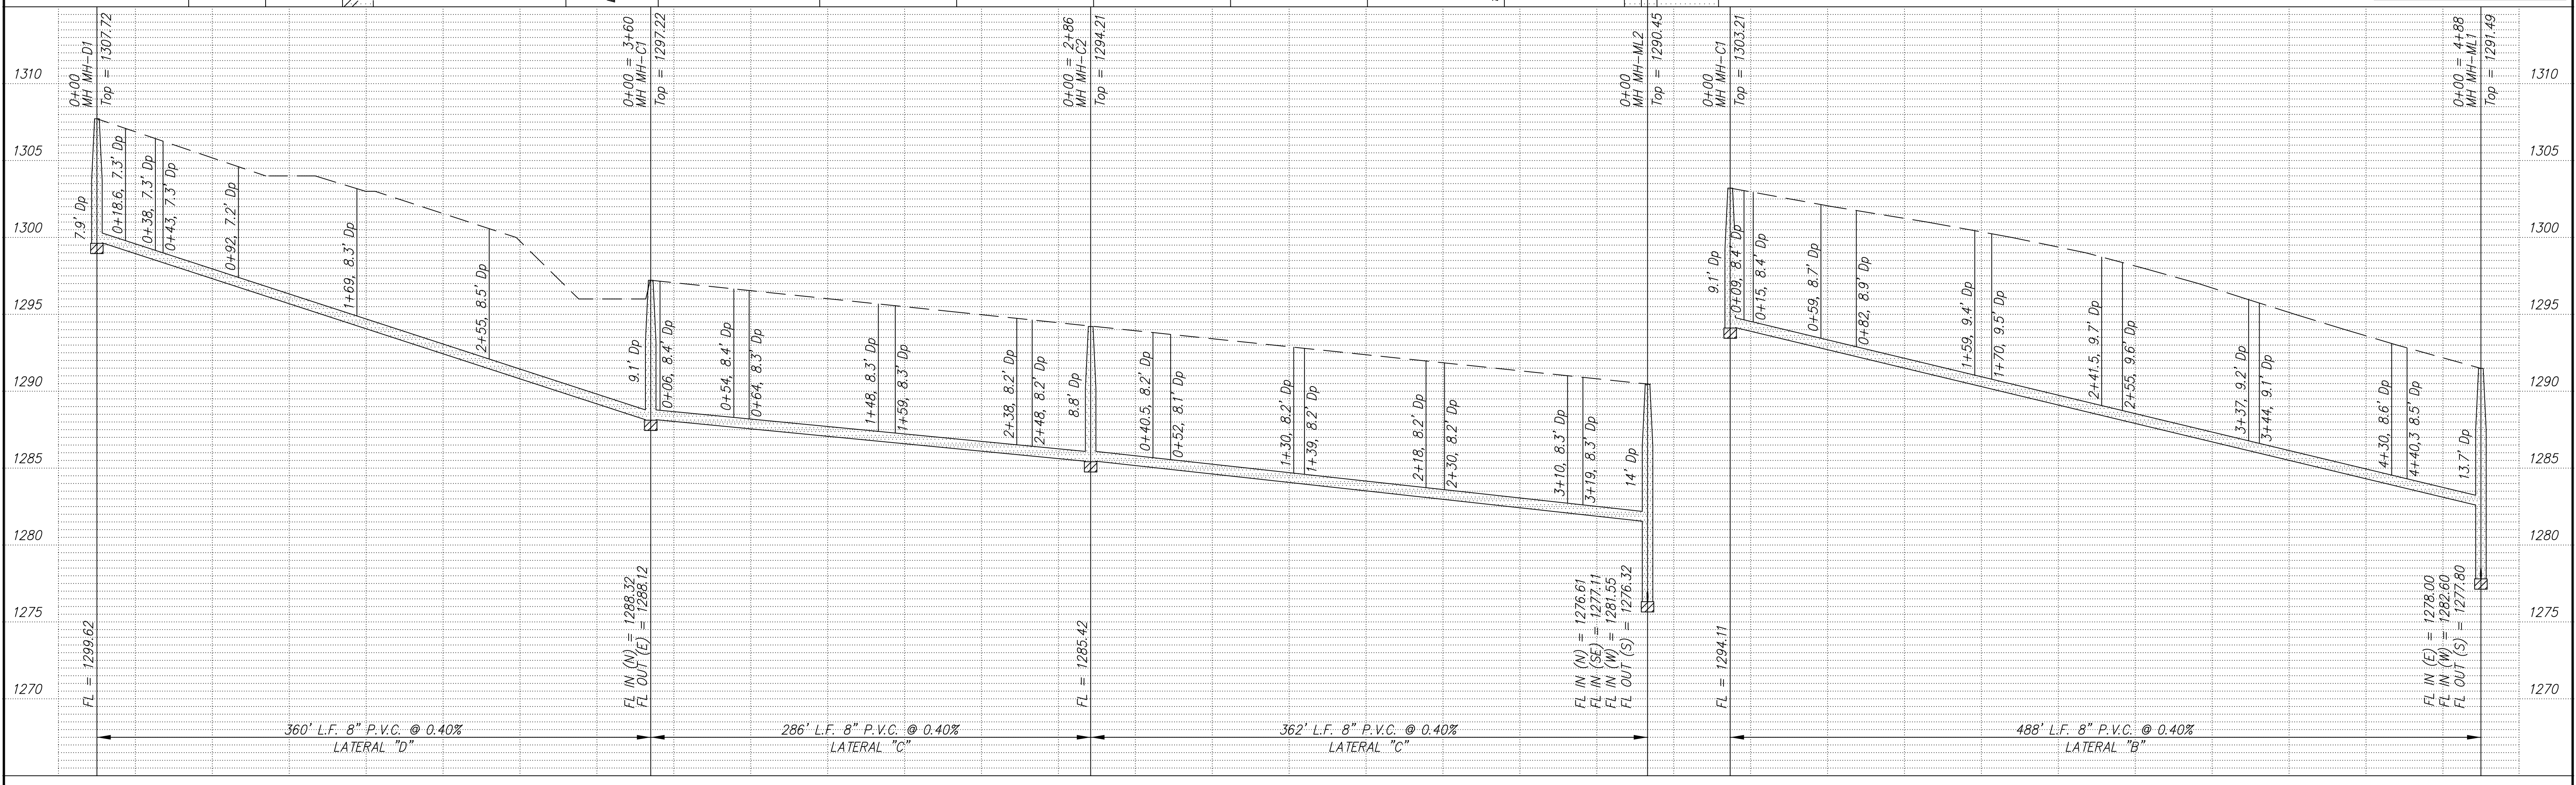 0+00
MH MH-D1
Top = 1307.72
0+00 = 3+60
MH MH-C1
Top = 1297.22
0+00 = 2+86
MH MH-C2
Top = 1294.21
0+00
MH MH-ML2
Top = 1290.45
0+00
MH MH-C1
Top = 1303.21
0+00 = 4+88
MH MH-ML1
Top = 1291.49
1310
1305
1300
1295
1290
1285
1280
1275
1270
7.9' Dp
0+18.6, 7.3' Dp
0+38, 7.3' Dp
0+43, 7.3' Dp
0+92, 7.2' Dp
1+69, 8.3' Dp
2+55, 8.5' Dp
9.1' Dp
0+06, 8.4' Dp
0+54, 8.4' Dp
0+64, 8.3' Dp
1+48, 8.3' Dp
1+59, 8.3' Dp
2+38, 8.2' Dp
2+48, 8.2' Dp
8.8' Dp
0+40.5, 8.2' Dp
0+52, 8.1' Dp
1+30, 8.2' Dp
1+39, 8.2' Dp
2+18, 8.2' Dp
2+30, 8.2' Dp
3+10, 8.3' Dp
3+19, 8.3' Dp
14' Dp
9.1' Dp
0+09, 8.4' Dp
0+15, 8.4' Dp
0+59, 8.7' Dp
0+82, 8.9' Dp
1+59, 9.4' Dp
1+70, 9.5' Dp
2+41.5, 9.7' Dp
2+55, 9.6' Dp
3+37, 9.2' Dp
3+44, 9.1' Dp
4+30, 8.6' Dp
4+40,3 8.5' Dp
13.7' Dp
1310
1305
1300
1295
1290
1285
1280
1275
1270
FL = 1299.62
FL IN (N) = 1288.32
FL OUT (E) = 1288.12
FL = 1285.42
FL IN (N) = 1276.61
FL IN (SE) = 1277.11
FL IN (W) = 1281.55
FL OUT (S) = 1276.32
FL = 1294.11
FL IN (E) = 1278.00
FL IN (W) = 1282.60
FL OUT (S) = 1277.80
360' L.F. 8" P.V.C. @ 0.40%
LATERAL "D"
286' L.F. 8" P.V.C. @ 0.40%
LATERAL "C"
362' L.F. 8" P.V.C. @ 0.40%
LATERAL "C"
488' L.F. 8" P.V.C. @ 0.40%
LATERAL "B"